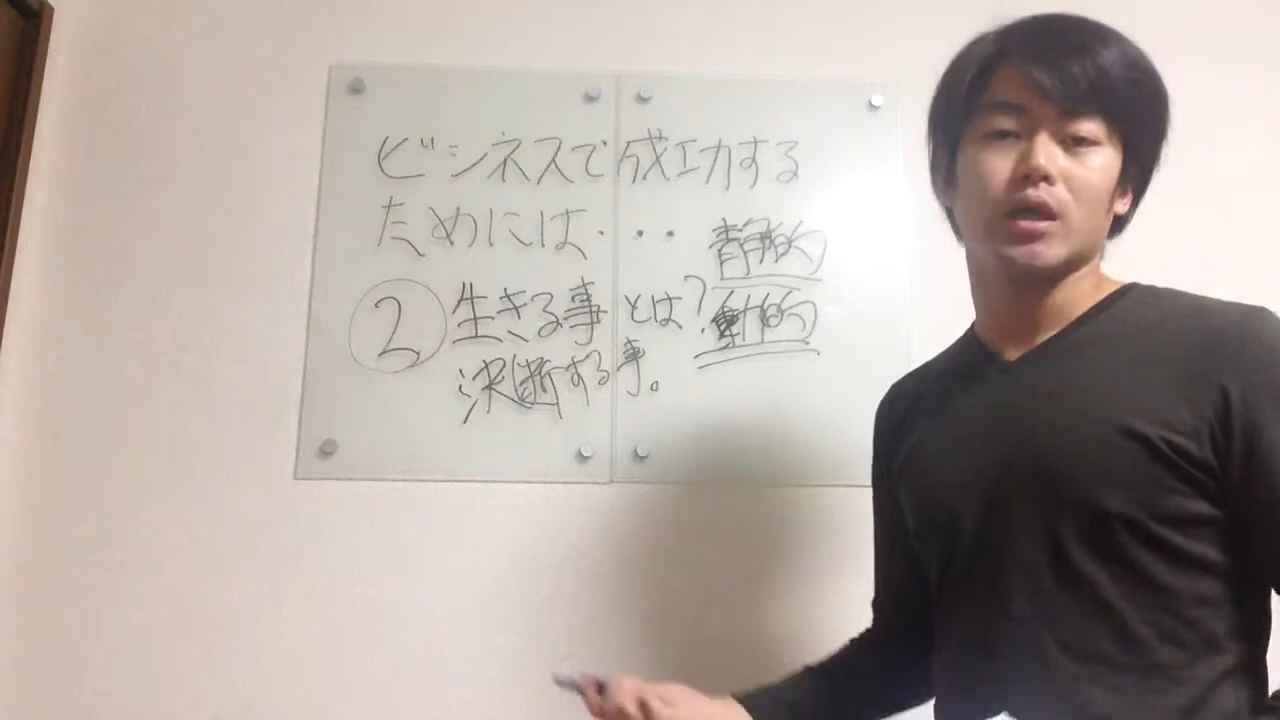 ビジネスで成功する
ためには・・・
② 生きる事とは?
決断する事。
静的
動的